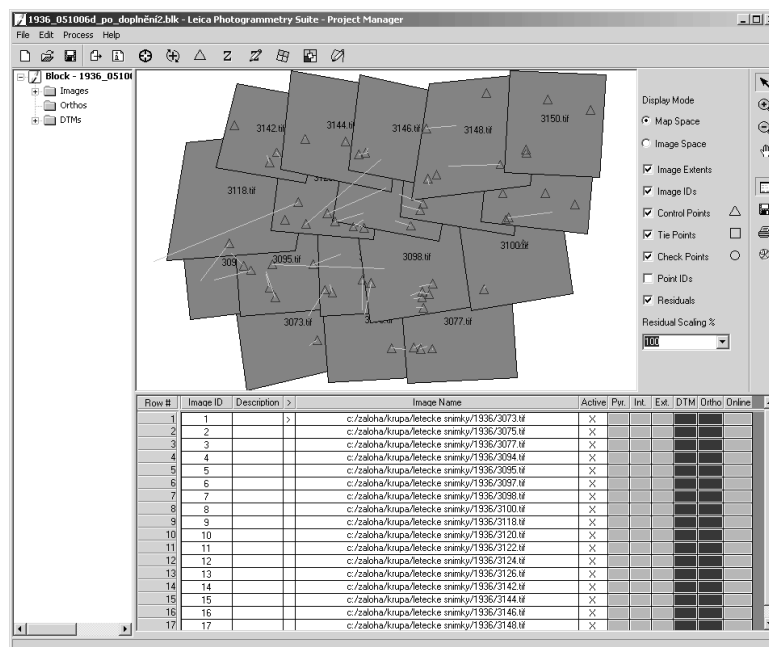 1936_051006d_po_doplnění2.blk - Leica Photogrammetry Suite - Project Manager
File Edit Process Help
Block - 1936_0510
Images
Orthos
DTMs
3142.tif
3144.t
3146.tif
3148.tif
3150.tif
3118.tif
3100.tif
309
3095.tif
3098.tif
3073.tif
3077.tif
Display Mode
Map Space
Image Space
Image Extents
Image IDs
Control Points
Tie Points
Check Points
Point IDs
Residuals
Residual Scaling %
100
Row # Image ID Description > Image Name Active Pyr. Int. Ext. DTM Ortho Online
1 1 > c:/zaloha/krupa/letecke snimky/1936/3073.tif X
2 2 c:/zaloha/krupa/letecke snimky/1936/3075.tif X
3 3 c:/zaloha/krupa/letecke snimky/1936/3077.tif X
4 4 c:/zaloha/krupa/letecke snimky/1936/3094.tif X
5 5 c:/zaloha/krupa/letecke snimky/1936/3095.tif X
6 6 c:/zaloha/krupa/letecke snimky/1936/3097.tif X
7 7 c:/zaloha/krupa/letecke snimky/1936/3098.tif X
8 8 c:/zaloha/krupa/letecke snimky/1936/3100.tif X
9 9 c:/zaloha/krupa/letecke snimky/1936/3118.tif X
10 10 c:/zaloha/krupa/letecke snimky/1936/3120.tif X
11 11 c:/zaloha/krupa/letecke snimky/1936/3122.tif X
12 12 c:/zaloha/krupa/letecke snimky/1936/3124.tif X
13 13 c:/zaloha/krupa/letecke snimky/1936/3126.tif X
14 14 c:/zaloha/krupa/letecke snimky/1936/3142.tif X
15 15 c:/zaloha/krupa/letecke snimky/1936/3144.tif X
16 16 c:/zaloha/krupa/letecke snimky/1936/3146.tif X
17 17 c:/zaloha/krupa/letecke snimky/1936/3148.tif X